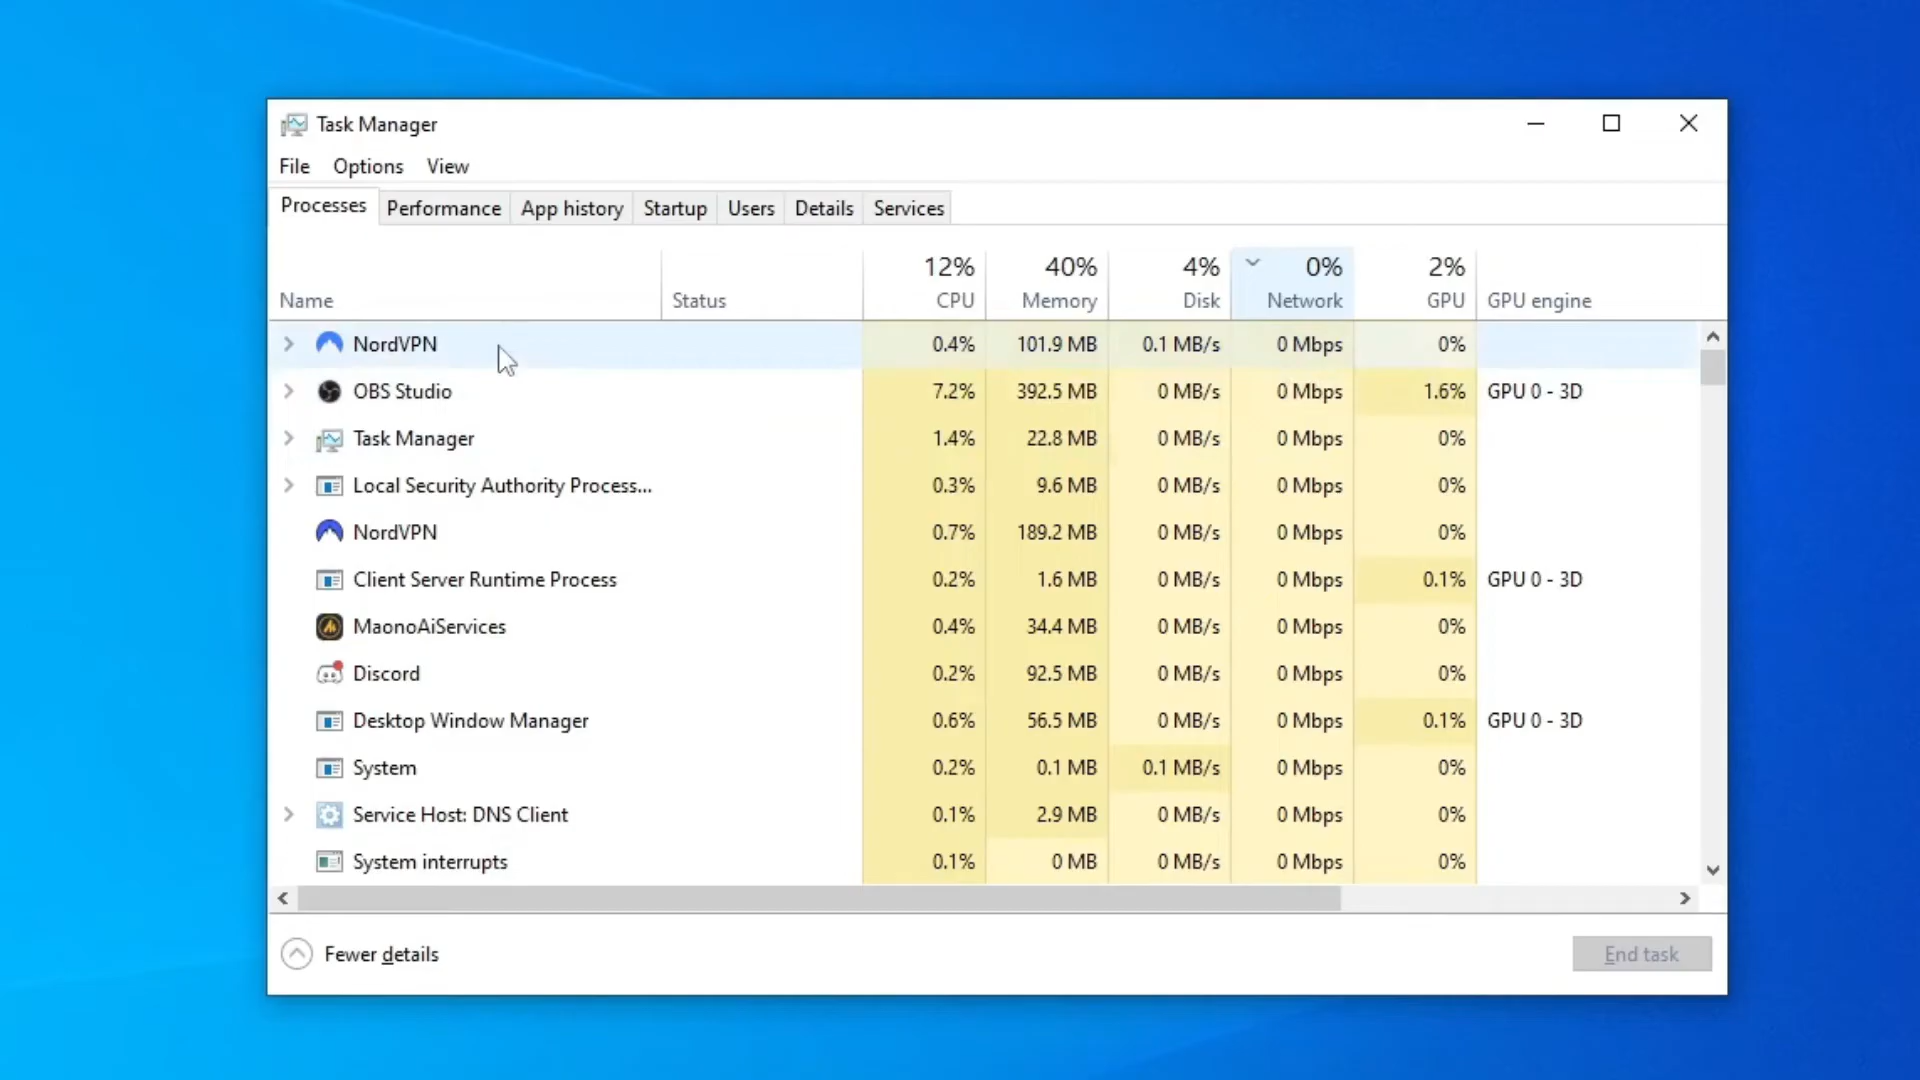 Task Manager
File Options View
Processes Performance App history Startup Users Details Services
12% 40% 4% 0% 2%
Name Status CPU Memory Disk Network GPU GPU engine
NordVPN 0.4% 101.9 MB 0.1 MB/s 0 Mbps 0%
OBS Studio 7.2% 392.5 MB 0 MB/s 0 Mbps 1.6% GPU 0 - 3D
Task Manager 1.4% 22.8 MB 0 MB/s 0 Mbps 0%
Local Security Authority Process... 0.3% 9.6 MB 0 MB/s 0 Mbps 0%
NordVPN 0.7% 189.2 MB 0 MB/s 0 Mbps 0%
Client Server Runtime Process 0.2% 1.6 MB 0 MB/s 0 Mbps 0.1% GPU 0 - 3D
MaonoAiServices 0.4% 34.4 MB 0 MB/s 0 Mbps 0%
Discord 0.2% 92.5 MB 0 MB/s 0 Mbps 0%
Desktop Window Manager 0.6% 56.5 MB 0 MB/s 0 Mbps 0.1% GPU 0 - 3D
System 0.2% 0.1 MB 0.1 MB/s 0 Mbps 0%
Service Host: DNS Client 0.1% 2.9 MB 0 MB/s 0 Mbps 0%
System interrupts 0.1% 0 MB 0 MB/s 0 Mbps 0%
Fewer details End task